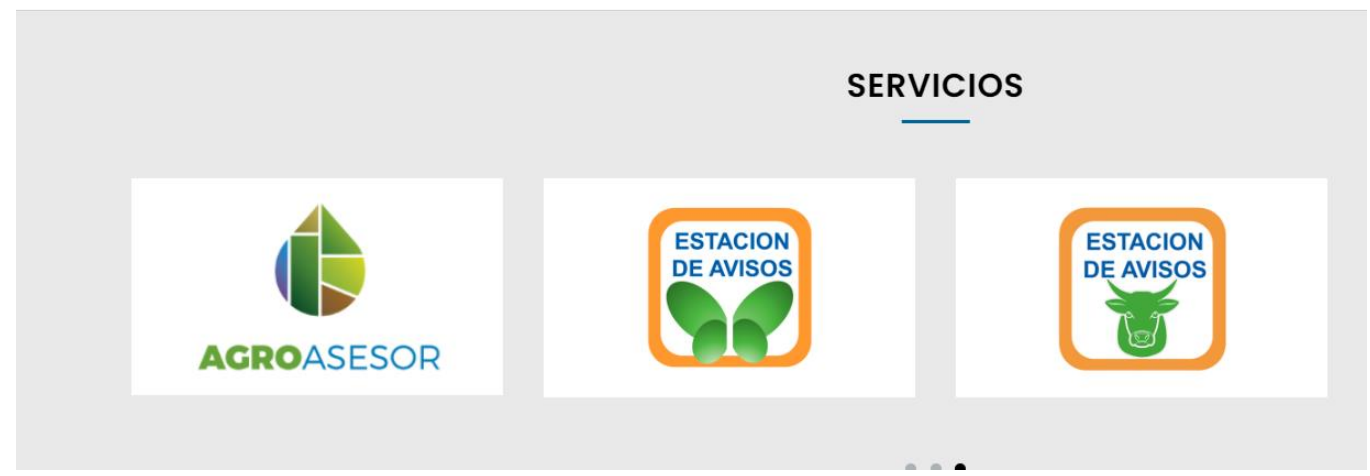 SERVICIOS
AGROASESOR
ESTACION
DE AVISOS
ESTACION
DE AVISOS